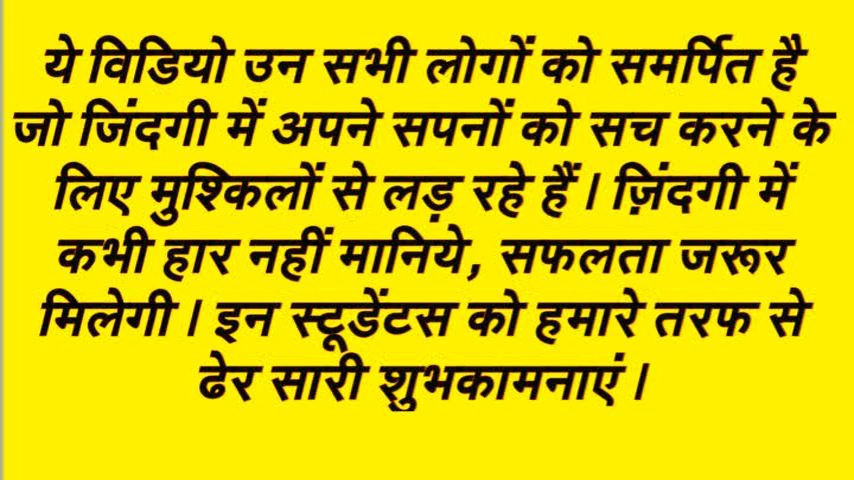 ये विडियो उन सभी लोगों को समर्पित है
जो जिंदगी में अपने सपनों को सच करने के
लिए मुश्किलों से लड़ रहे हैं । ज़िंदगी में
कभी हार नहीं मानिये, सफलता जरूर
मिलेगी । इन स्टूडेंटस को हमारे तरफ से
ढेर सारी शुभकामनाएं ।